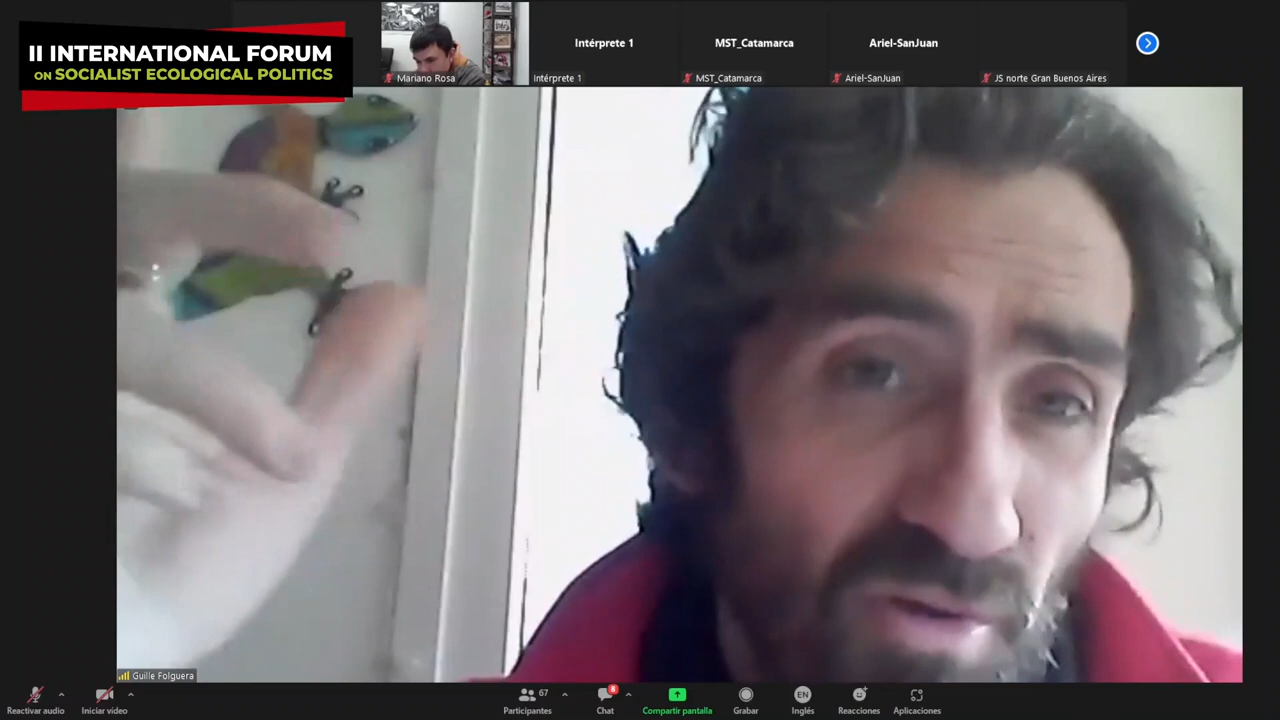 II INTERNATIONAL FORUM
ON SOCIALIST ECOLOGICAL POLITICS
Mariano Rosa
Intérprete 1
Intérprete 1
MST_Catamarca
MST_Catamarca
Ariel-SanJuan
Ariel-SanJuan
JS norte Gran Buenos Aires
Guille Folguera
Reactivar audio
Iniciar video
67
Participantes
8
Chat
Compartir pantalla
Grabar
EN
Inglés
Reacciones
Aplicaciones